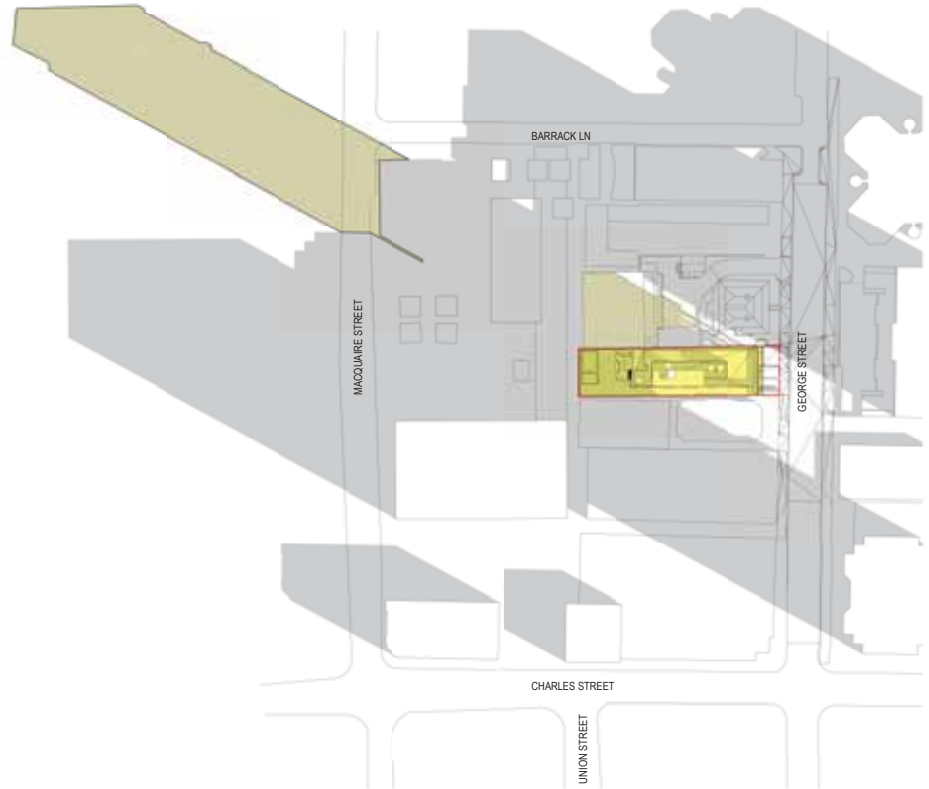 BARRACK LN
MACQUAIRE STREET
GEORGE STREET
CHARLES STREET
UNION STREET